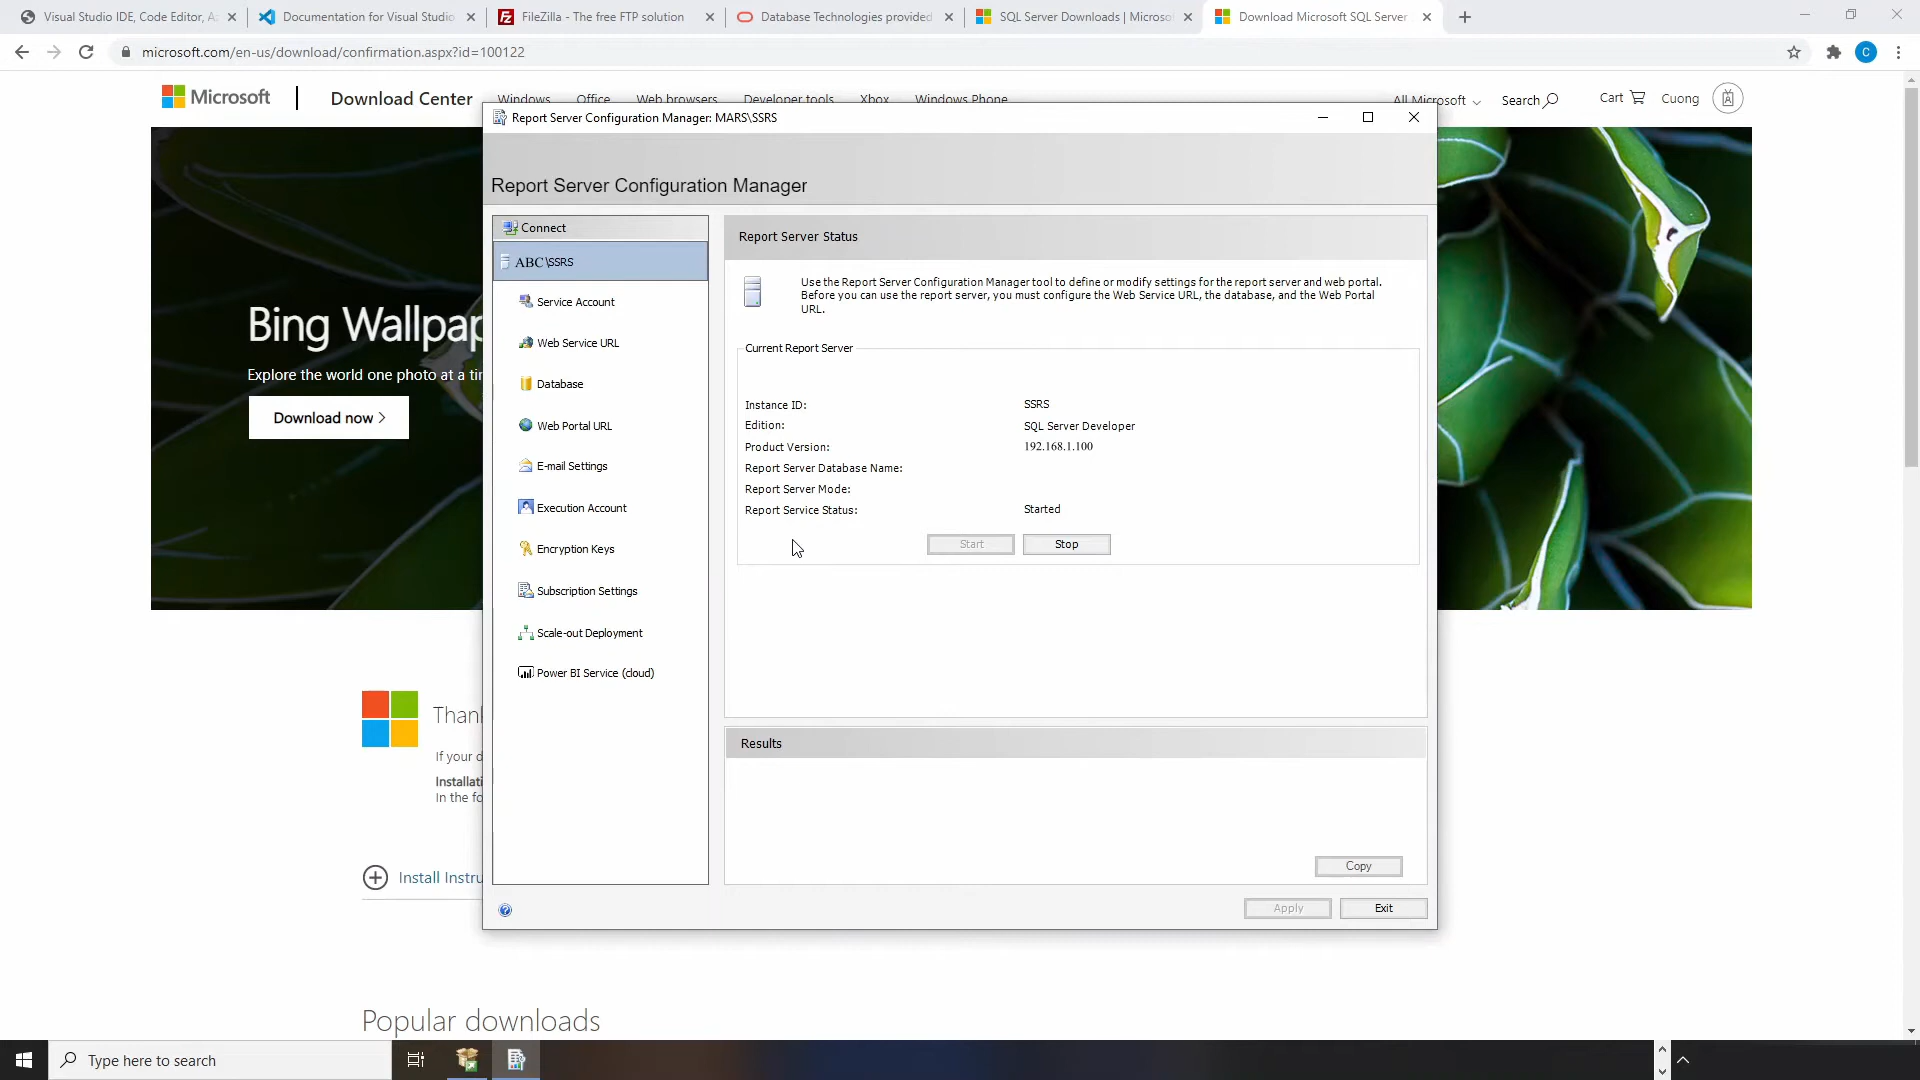 Visual Studio IDE, Code Editor, Az
Documentation for Visual Studio
FileZilla - The free FTP solution
Database Technologies provided
SQL Server Downloads | Microsof
Download Microsoft SQL Server
microsoft.com/en-us/download/confirmation.aspx?id=100122
C
Microsoft
Download Center
Windows
Office
Web browsers
Developer tools
Xbox
Windows Phone
All Microsoft
Search
Cart
Cuong
Report Server Configuration Manager: MARS\SSRS
Report Server Configuration Manager
Connect
ABC\SSRS
Service Account
Web Service URL
Database
Web Portal URL
E-mail Settings
Execution Account
Encryption Keys
Subscription Settings
Scale-out Deployment
Power BI Service (cloud)
Report Server Status
Use the Report Server Configuration Manager tool to define or modify settings for the report server and web portal.
Before you can use the report server, you must configure the Web Service URL, the database, and the Web Portal
URL.
Current Report Server
Instance ID: SSRS
Edition: SQL Server Developer
Product Version: 192.168.1.100
Report Server Database Name:
Report Server Mode:
Report Service Status: Started
Start
Stop
Results
Copy
Apply
Exit
Bing Wallpap
Explore the world one photo at a tim
Download now >
Thank
If your d
Installati
In the fo
Install Instru
Popular downloads
Type here to search